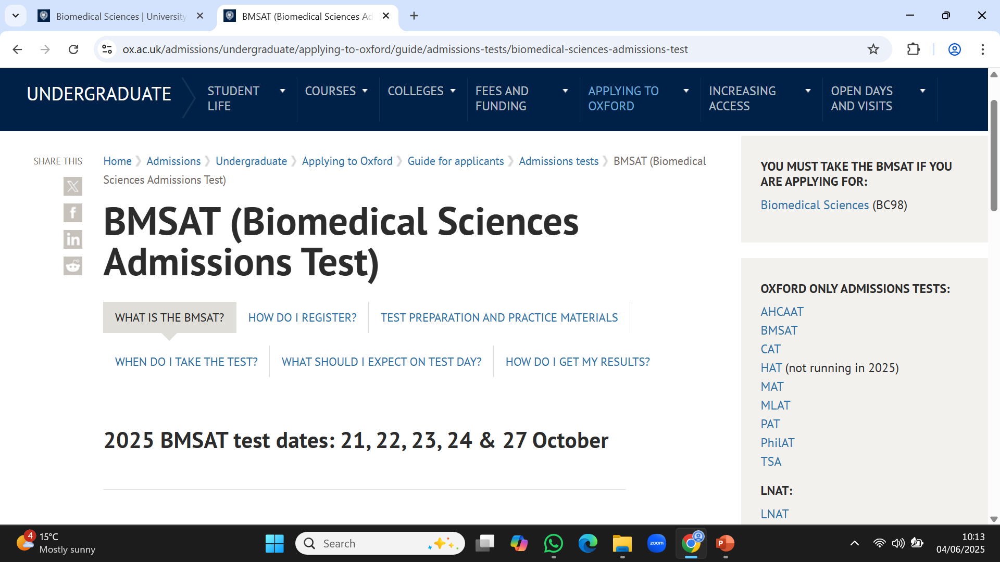 Biomedical Sciences | University
BMSAT (Biomedical Sciences Ad
ox.ac.uk/admissions/undergraduate/applying-to-oxford/guide/admissions-tests/biomedical-sciences-admissions-test
UNDERGRADUATE
STUDENT
LIFE
COURSES
COLLEGES
FEES AND
FUNDING
APPLYING TO
OXFORD
INCREASING
ACCESS
OPEN DAYS
AND VISITS
SHARE THIS
Home Admissions Undergraduate Applying to Oxford Guide for applicants Admissions tests BMSAT (Biomedical
Sciences Admissions Test)
BMSAT (Biomedical Sciences
Admissions Test)
WHAT IS THE BMSAT? HOW DO I REGISTER? TEST PREPARATION AND PRACTICE MATERIALS
WHEN DO I TAKE THE TEST? WHAT SHOULD I EXPECT ON TEST DAY? HOW DO I GET MY RESULTS?
2025 BMSAT test dates: 21, 22, 23, 24 & 27 October
YOU MUST TAKE THE BMSAT IF YOU
ARE APPLYING FOR:
Biomedical Sciences (BC98)
OXFORD ONLY ADMISSIONS TESTS:
AHCAAT
BMSAT
CAT
HAT (not running in 2025)
MAT
MLAT
PAT
PhilAT
TSA
LNAT:
LNAT
4
15°C
Mostly sunny
Search
zoom
P
10:13
04/06/2025